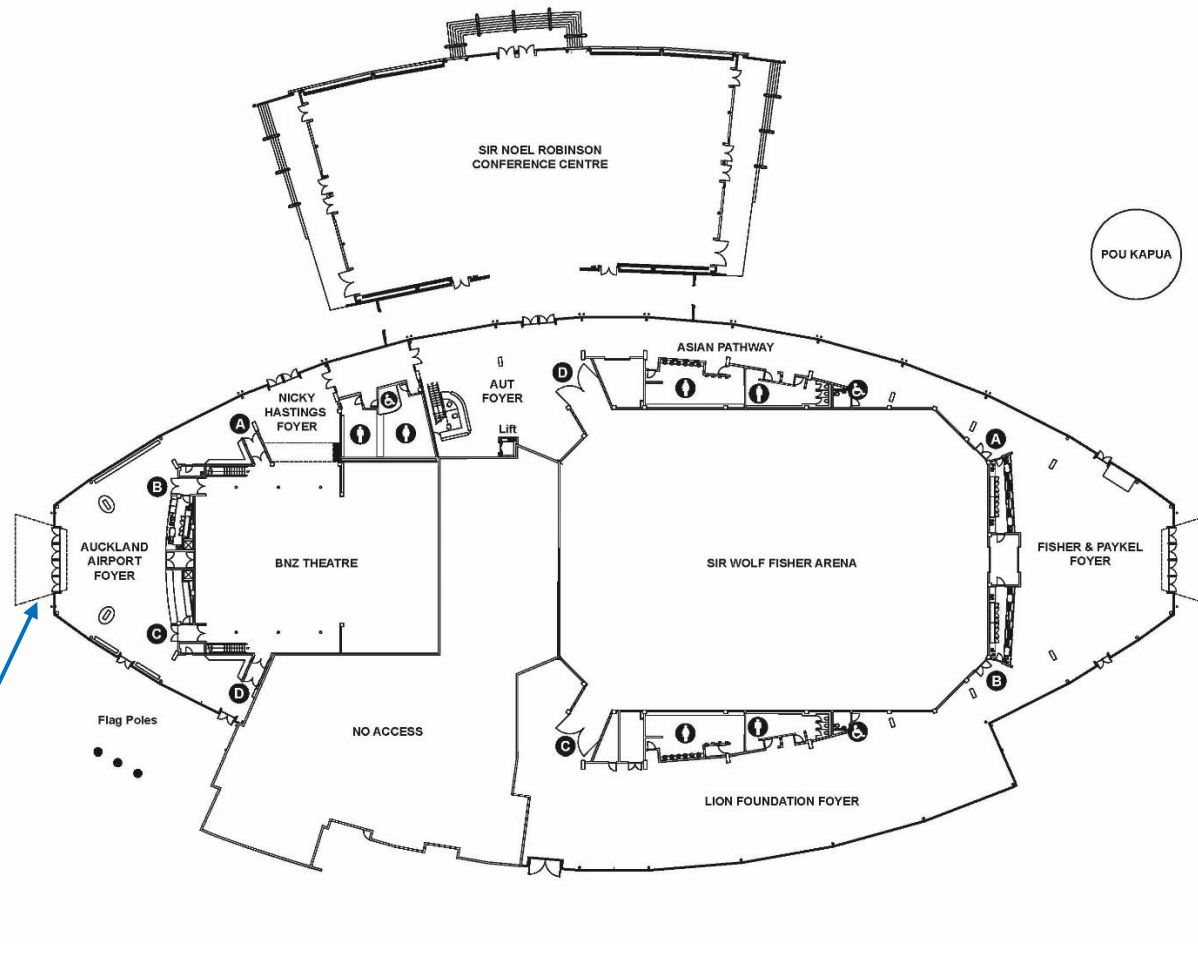 SIR NOEL ROBINSON
CONFERENCE CENTRE
POU KAPUA
ASIAN PATHWAY
D
AUT
FOYER
NICKY
HASTINGS
FOYER
A
Lift
A
B
AUCKLAND
AIRPORT
FOYER
BNZ THEATRE
SIR WOLF FISHER ARENA
FISHER & PAYKEL
FOYER
C
D
B
Flag Poles
NO ACCESS
C
LION FOUNDATION FOYER